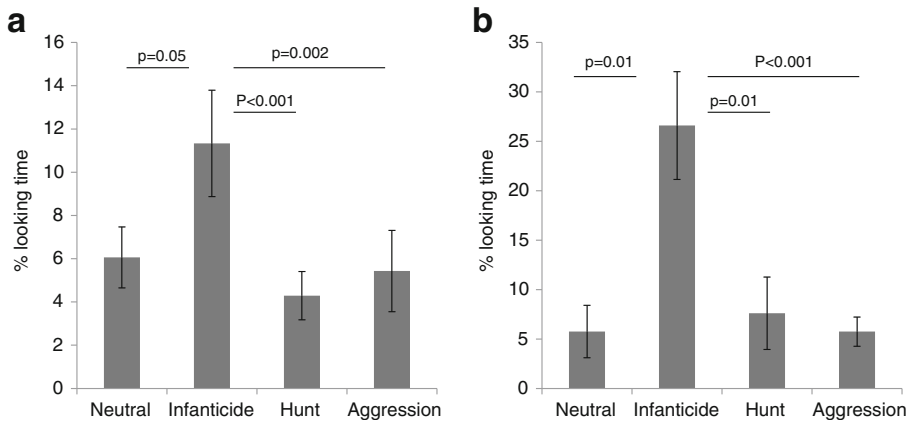 a
% looking time
16
14
12
10
8
6
4
2
0
p=0.05
p=0.002
P<0.001
Neutral Infanticide Hunt Aggression
b
% looking time
35
30
25
20
15
10
5
0
p=0.01
P<0.001
p=0.01
Neutral Infanticide Hunt Aggression